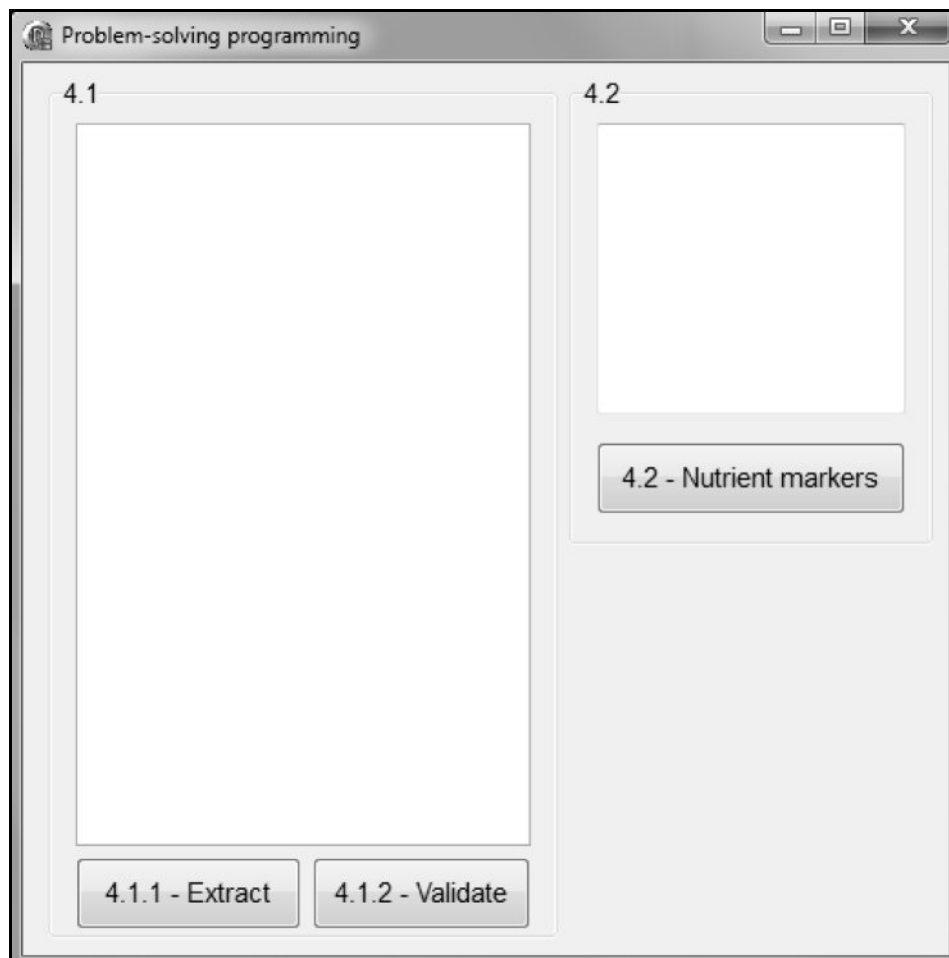 Problem-solving programming
4.1
4.2
4.2 - Nutrient markers
4.1.1 - Extract
4.1.2 - Validate